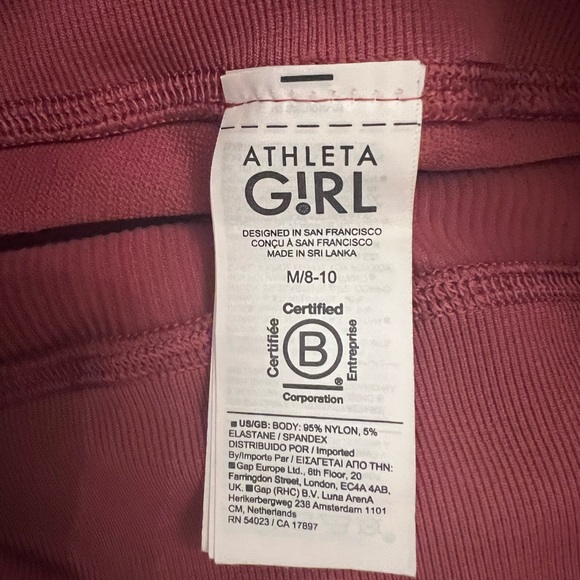 ATHLETA
G!RL
DESIGNED IN SAN FRANCISCO
CONÇU À SAN FRANCISCO
MADE IN SRI LANKA
M/8-10
Certified
Certifiée
B
Entreprise
®
Corporation
US/GB: BODY: 95% NYLON, 5%
ELASTANE / SPANDEX
DISTRIBUIDO POR / Imported
By/Importe Par / ΕΙΣΑΓΕΤΑΙ ΑΠΟ ΤΗΝ:
Gap Europe Ltd., 6th Floor, 20
Farringdon Street, London, EC4A 4AB,
UK. Gap (RHC) B.V. Luna ArenA
Herikerbergweg 238 Amsterdam 1101
CM, Netherlands
RN 54023 / CA 17897